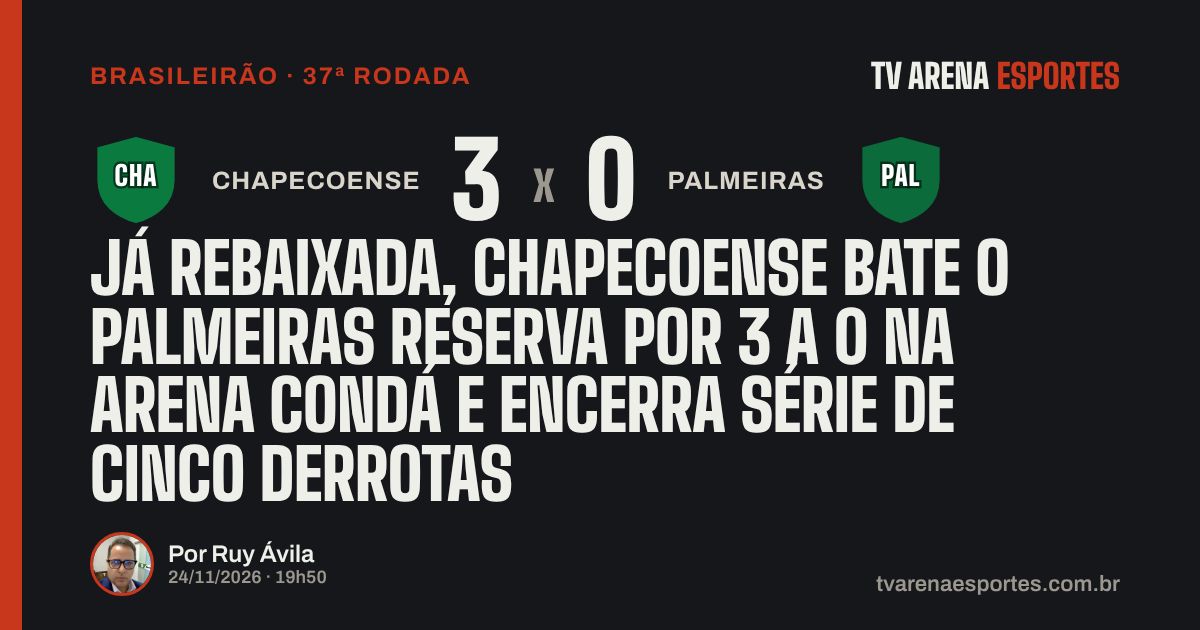 BRASILEIRÃO · 37ª RODADA
TV ARENA ESPORTES
CHA CHAPECOENSE 3 X 0 PALMEIRAS PAL
JÁ REBAIXADA, CHAPECOENSE BATE O
PALMEIRAS RESERVA POR 3 A 0 NA
ARENA CONDÁ E ENCERRA SÉRIE DE
CINCO DERROTAS
Por Ruy Ávila
24/11/2026 · 19h50
tvarenaesportes.com.br